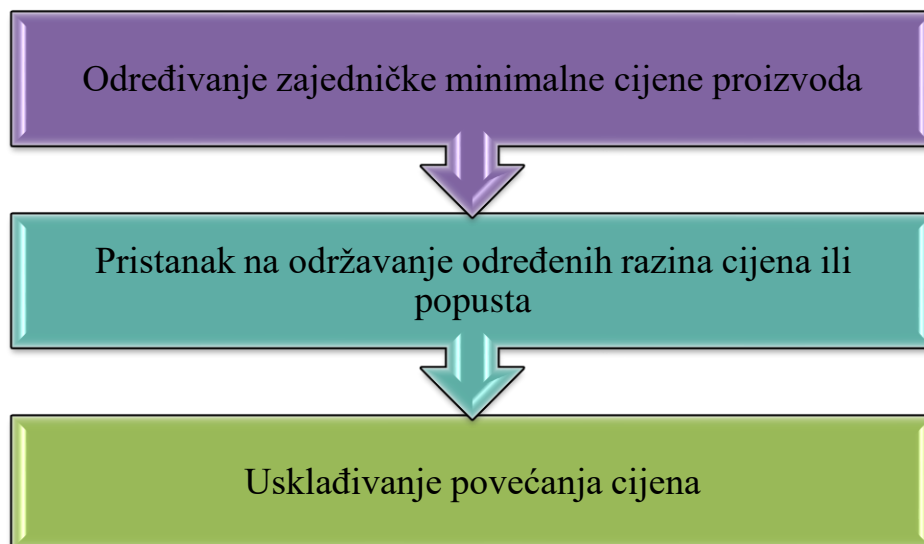 Određivanje zajedničke minimalne cijene proizvoda
Pristanak na održavanje određenih razina cijena ili
popusta
Usklađivanje povećanja cijena